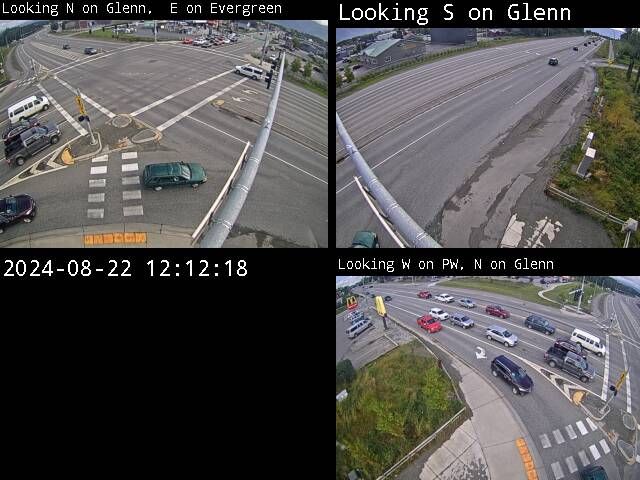 Looking N on Glenn,  E on Evergreen
Looking S on Glenn
2024-08-22 12:12:18
Looking W on PW, N on Glenn